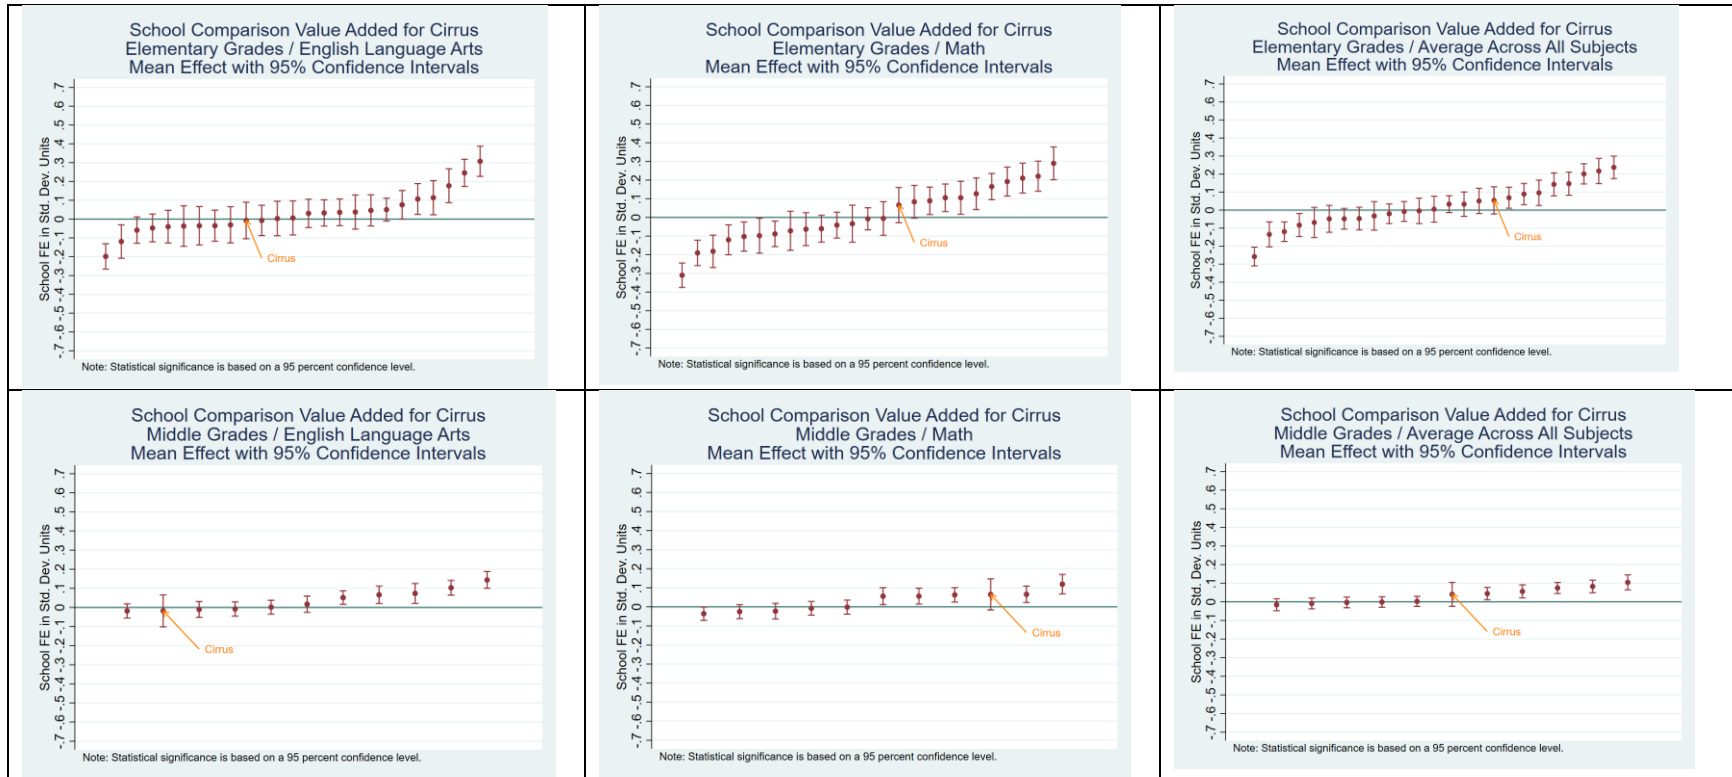 School Comparison Value Added for Cirrus
Elementary Grades / English Language Arts
Mean Effect with 95% Confidence Intervals
School FE in Std. Dev. Units
-.7 -.6 -.5 -.4 -.3 -.2 -.1 0 .1 .2 .3 .4 .5 .6 .7
Cirrus
Note: Statistical significance is based on a 95 percent confidence level.
School Comparison Value Added for Cirrus
Elementary Grades / Math
Mean Effect with 95% Confidence Intervals
School FE in Std. Dev. Units
-.7 -.6 -.5 -.4 -.3 -.2 -.1 0 .1 .2 .3 .4 .5 .6 .7
Cirrus
Note: Statistical significance is based on a 95 percent confidence level.
School Comparison Value Added for Cirrus
Elementary Grades / Average Across All Subjects
Mean Effect with 95% Confidence Intervals
School FE in Std. Dev. Units
-.7 -.6 -.5 -.4 -.3 -.2 -.1 0 .1 .2 .3 .4 .5 .6 .7
Cirrus
Note: Statistical significance is based on a 95 percent confidence level.
School Comparison Value Added for Cirrus
Middle Grades / English Language Arts
Mean Effect with 95% Confidence Intervals
School FE in Std. Dev. Units
-.7 -.6 -.5 -.4 -.3 -.2 -.1 0 .1 .2 .3 .4 .5 .6 .7
Cirrus
Note: Statistical significance is based on a 95 percent confidence level.
School Comparison Value Added for Cirrus
Middle Grades / Math
Mean Effect with 95% Confidence Intervals
School FE in Std. Dev. Units
-.7 -.6 -.5 -.4 -.3 -.2 -.1 0 .1 .2 .3 .4 .5 .6 .7
Cirrus
Note: Statistical significance is based on a 95 percent confidence level.
School Comparison Value Added for Cirrus
Middle Grades / Average Across All Subjects
Mean Effect with 95% Confidence Intervals
School FE in Std. Dev. Units
-.7 -.6 -.5 -.4 -.3 -.2 -.1 0 .1 .2 .3 .4 .5 .6 .7
Cirrus
Note: Statistical significance is based on a 95 percent confidence level.